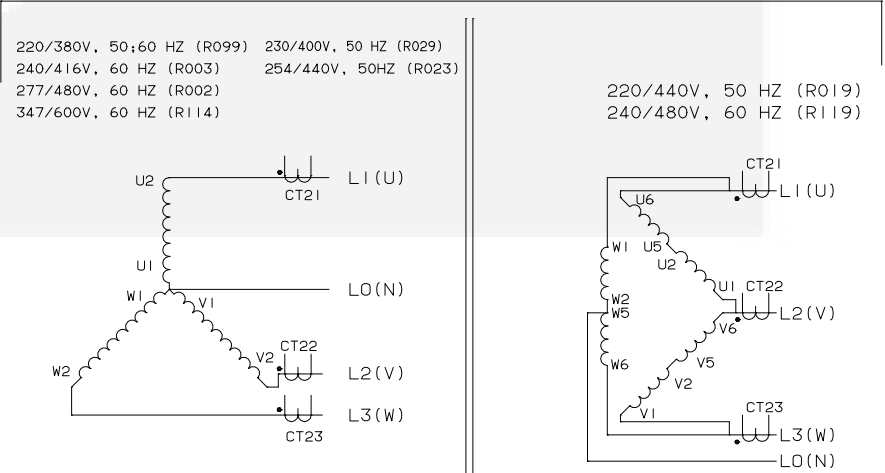 220/380V, 50;60 HZ (R099) 230/400V, 50 HZ (R029)
240/416V, 60 HZ (R003) 254/440V, 50HZ (R023)
277/480V, 60 HZ (R002)
347/600V, 60 HZ (R114)
U2
CT21
L1(U)
U1
L0(N)
W1
V1
CT22
V2
W2
L2(V)
L3(W)
CT23
220/440V, 50 HZ (R019)
240/480V, 60 HZ (R119)
CT21
L1(U)
U6
W1
U5
U2
U1
CT22
W2
W5
L2(V)
V6
W6
V5
V2
V1
CT23
L3(W)
L0(N)